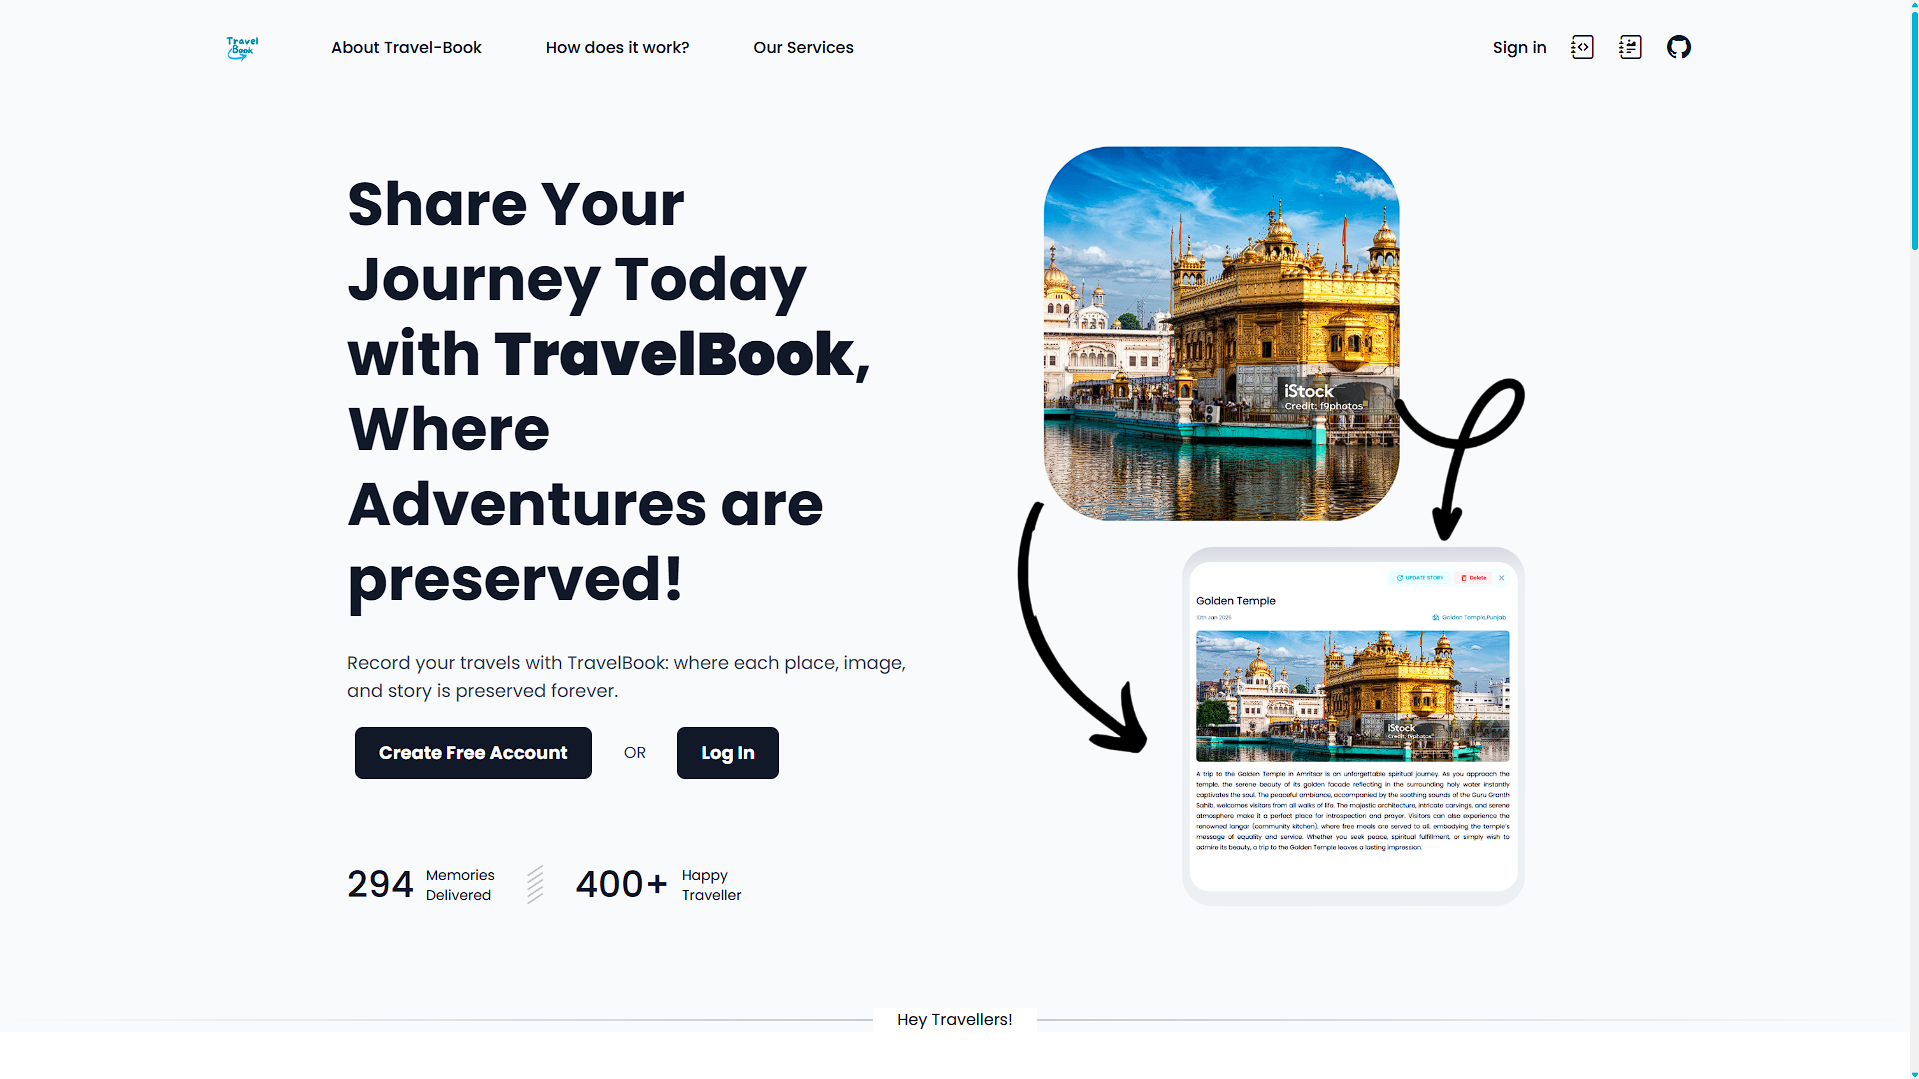 Travel
Book
About Travel-Book
How does it work?
Our Services
Sign in
Share Your
Journey Today
with TravelBook,
Where
Adventures are
preserved!
Record your travels with TravelBook: where each place, image,
and story is preserved forever.
Create Free Account
OR
Log In
294
Memories
Delivered
400+
Happy
Traveller
iStock
Credit: f9photos
UPDATE STORY
Delete
Golden Temple
Golden Temple,Punjab
iStock
Credit: f9photos
A trip to the Golden Temple in Amritsar is an unforgettable spiritual journey. As you approach the
temple, the serene beauty of its golden facade reflecting in the surrounding holy water instantly
captivates the soul. The peaceful ambiance, accompanied by the soothing sounds of the Guru Granth
Sahib, welcomes visitors from all walks of life. The majestic architecture, intricate carvings, and serene
atmosphere make it a perfect place for introspection and prayer. Visitors can also experience the
renowned langar (community kitchen), where free meals are served to all, embodying the temple's
message of equality and service. Whether you seek peace, spiritual fulfillment, or simply wish to
admire its beauty, a trip to the Golden Temple leaves a lasting impression.
Hey Travellers!